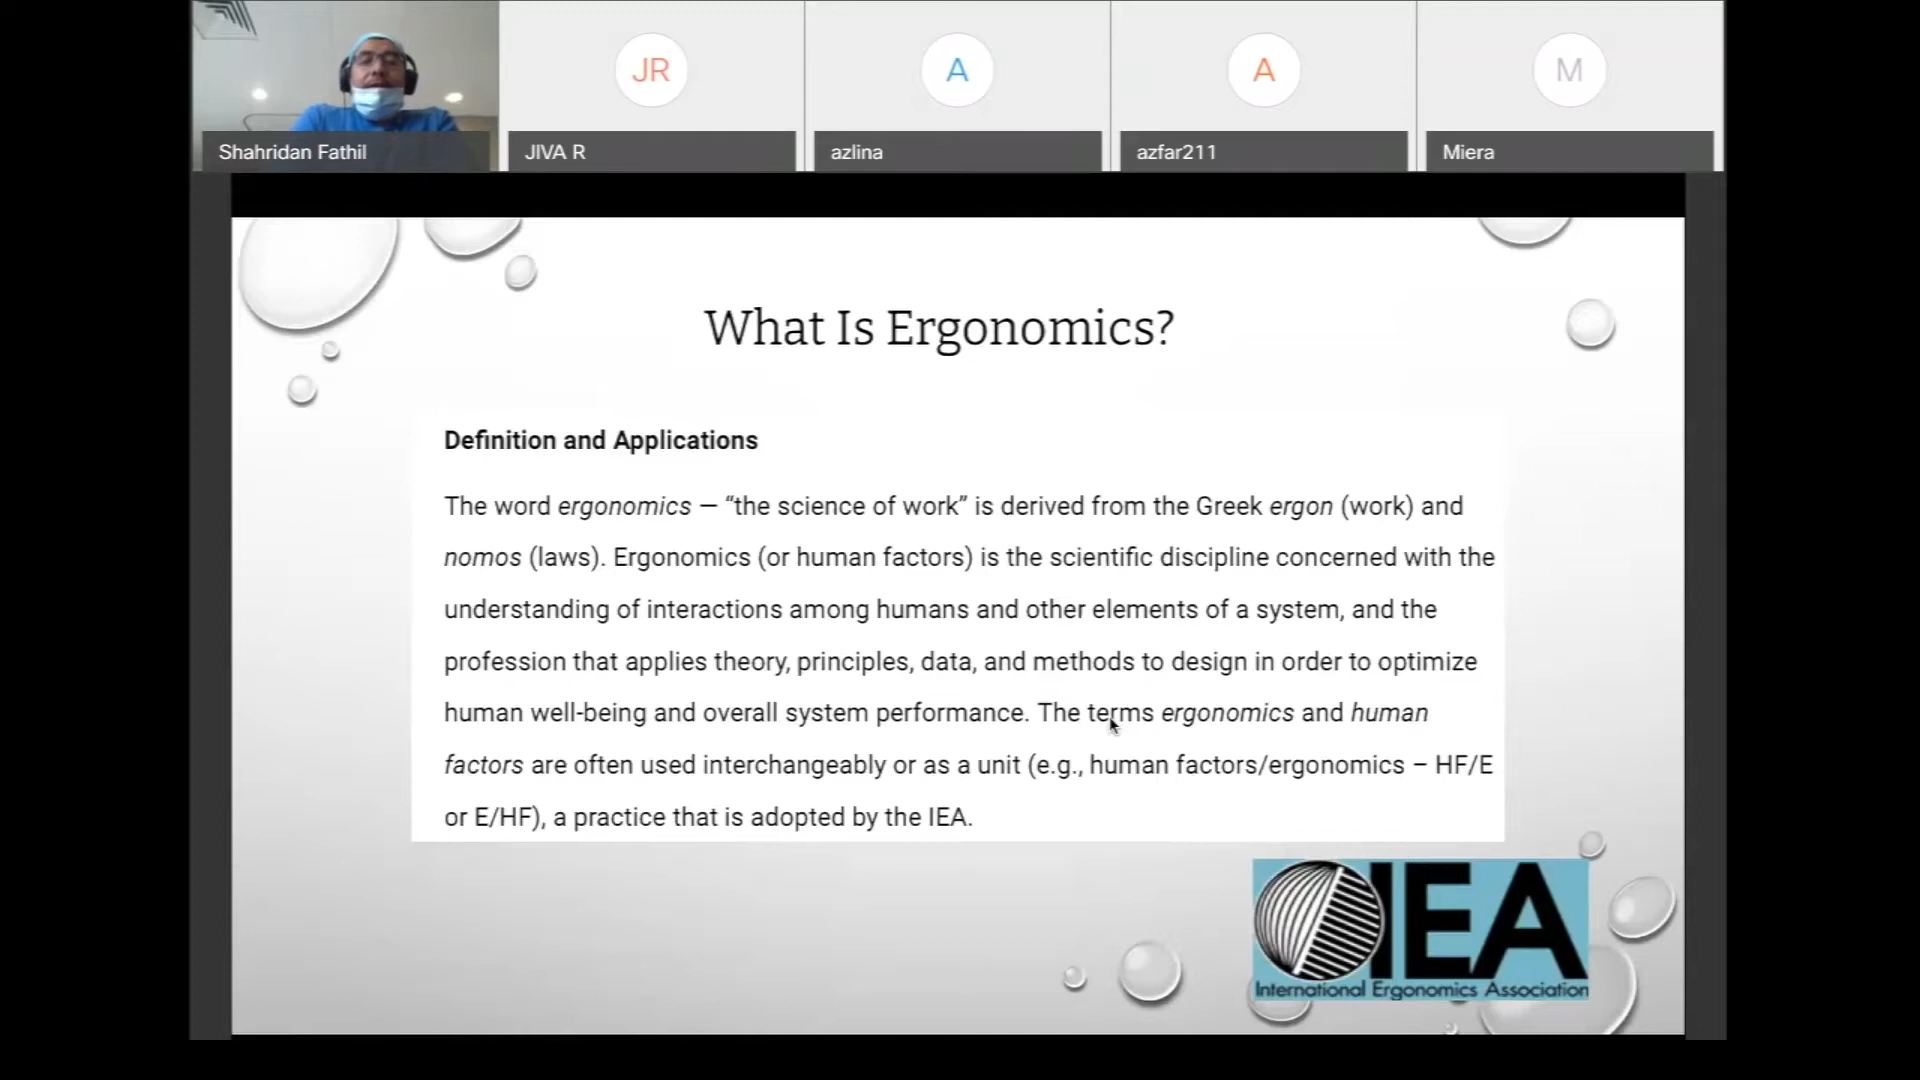 JR
A
A
M
Shahridan Fathil
JIVA R
azlina
azfar211
Miera
What Is Ergonomics?
Definition and Applications
The word ergonomics — “the science of work” is derived from the Greek ergon (work) and
nomos (laws). Ergonomics (or human factors) is the scientific discipline concerned with the
understanding of interactions among humans and other elements of a system, and the
profession that applies theory, principles, data, and methods to design in order to optimize
human well-being and overall system performance. The terms ergonomics and human
factors are often used interchangeably or as a unit (e.g., human factors/ergonomics – HF/E
or E/HF), a practice that is adopted by the IEA.
IEA
International Ergonomics Association